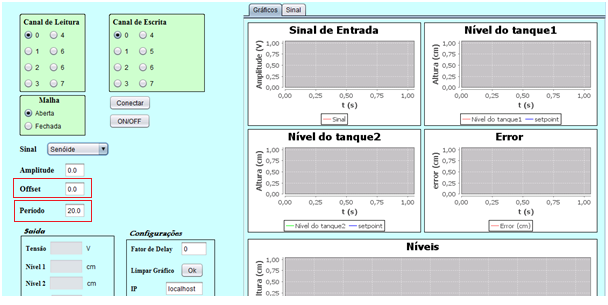 Canal de Leitura
0 4
1 5
2 6
3 7
Canal de Escrita
0 4
1 5
2 6
3 7
Malha
Aberta
Fechada
Conectar
ON/OFF
Sinal Senóide
Amplitude 0.0
Offset 0.0
Período 20.0
Saída
Tensão V
Nível 1 cm
Nível 2 cm
Configurações
Fator de Delay 0
Limpar Gráfico Ok
IP localhost
Gráficos Sinal
Sinal de Entrada
Amplitude (V)
1,00
0,75
0,50
0,25
0,00
0,00 0,25 0,50 0,75 1,00
t (s)
Sinal
Nível do tanque1
Altura (cm)
1,00
0,75
0,50
0,25
0,00
0,00 0,25 0,50 0,75 1,00
t (s)
Nível do tanque1 setpoint
Nível do tanque2
Altura (cm)
1,00
0,75
0,50
0,25
0,00
0,00 0,25 0,50 0,75 1,00
t (s)
Nível do tanque2 setpoint
Error
error (cm)
1,00
0,75
0,50
0,25
0,00
0,00 0,25 0,50 0,75 1,00
t (s)
Error (cm)
Níveis
(cm)
1,00
0,75